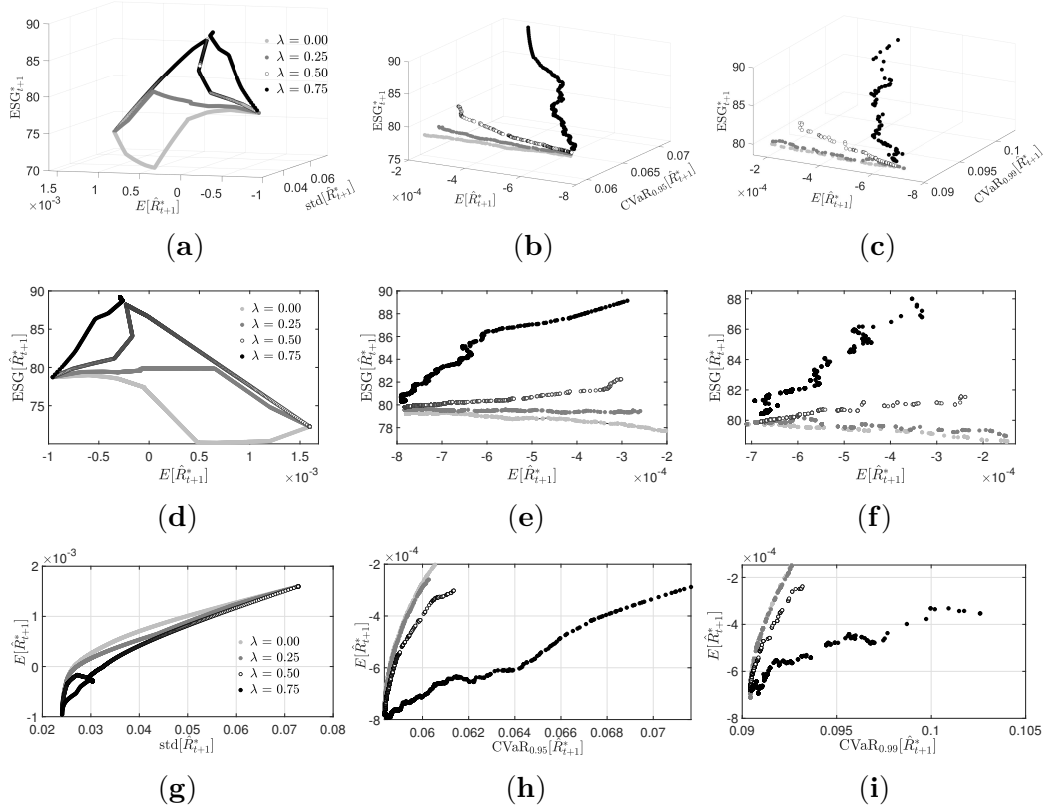 90
85
80
75
70
ESG*t+1
λ = 0.00
λ = 0.25
λ = 0.50
λ = 0.75
1.5 1 0.5 0 -0.5 -1
×10⁻³
E[R̂*t+1]
0.04 0.06
std[R̂*t+1]
(a)
90
85
80
75
ESG*t+1
-2 -4 -6 -8
×10⁻⁴
E[R̂*t+1]
0.06 0.065 0.07
CVaR0.95[R̂*t+1]
(b)
90
85
80
ESG*t+1
-2 -4 -6 -8
×10⁻⁴
E[R̂*t+1]
0.09 0.095 0.1
CVaR0.99[R̂*t+1]
(c)
90
85
80
75
ESG[R̂*t+1]
λ = 0.00
λ = 0.25
λ = 0.50
λ = 0.75
-1 -0.5 0 0.5 1 1.5
E[R̂*t+1]
×10⁻³
(d)
90
88
86
84
82
80
78
ESG[R̂*t+1]
-8 -7 -6 -5 -4 -3 -2
E[R̂*t+1]
×10⁻⁴
(e)
88
86
84
82
80
ESG[R̂*t+1]
-7 -6 -5 -4 -3 -2
E[R̂*t+1]
×10⁻⁴
(f)
×10⁻³
2
1
0
-1
E[R̂*t+1]
λ = 0.00
λ = 0.25
λ = 0.50
λ = 0.75
0.02 0.03 0.04 0.05 0.06 0.07 0.08
std[R̂*t+1]
(g)
×10⁻⁴
-2
-4
-6
-8
E[R̂*t+1]
0.06 0.062 0.064 0.066 0.068 0.07
CVaR0.95[R̂*t+1]
(h)
×10⁻⁴
-2
-4
-6
-8
E[R̂*t+1]
0.09 0.095 0.1 0.105
CVaR0.99[R̂*t+1]
(i)